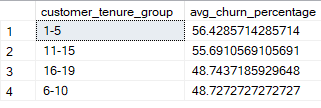 customer_tenure_group avg_churn_percentage
1 1-5 56.4285714285714
2 11-15 55.6910569105691
3 16-19 48.7437185929648
4 6-10 48.7272727272727